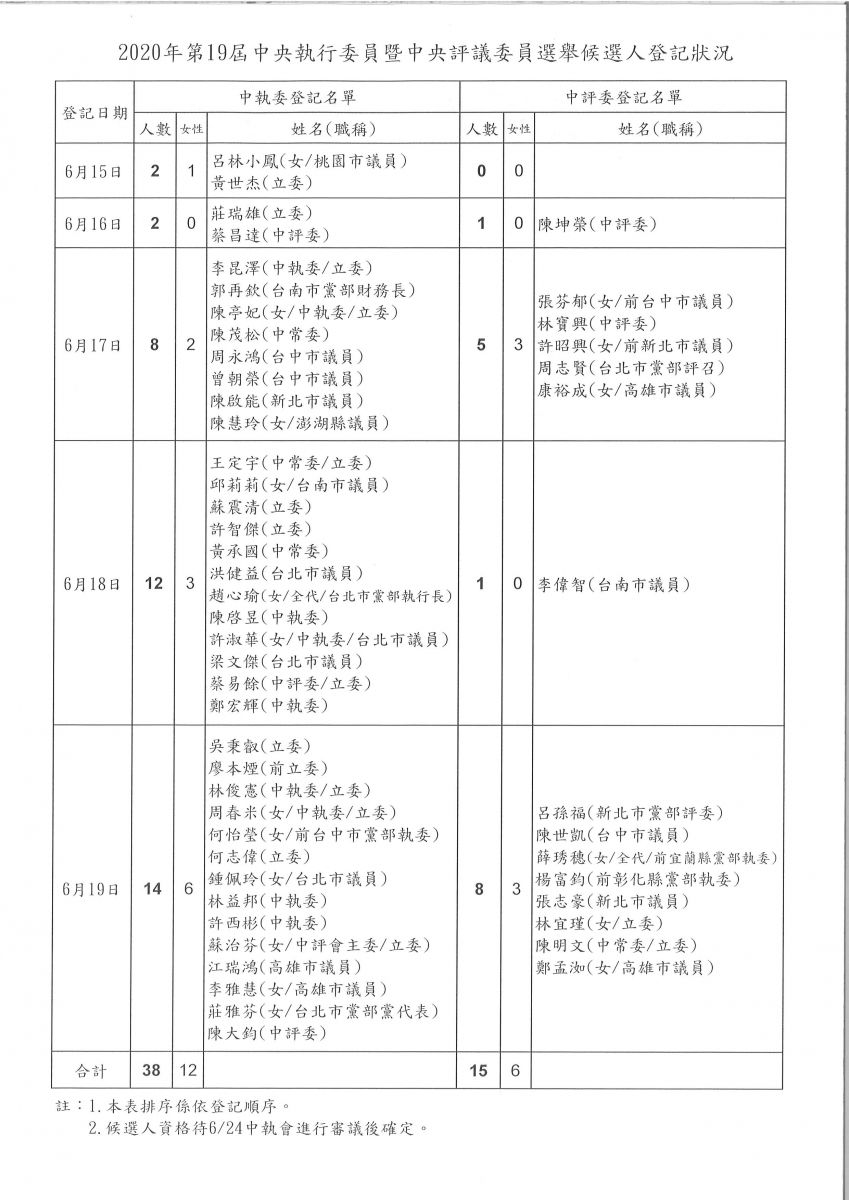 2020年第19屆中央執行委員暨中央評議委員選舉候選人登記狀況
登記日期
中執委登記名單
中評委登記名單
人數
女性
姓名(職稱)
人數
女性
姓名(職稱)
6月15日
2
1
呂林小鳳(女/桃園市議員)
黃世杰(立委)
0
0
6月16日
2
0
莊瑞雄(立委)
蔡昌達(中評委)
1
0
陳坤榮(中評委)
6月17日
8
2
李昆澤(中執委/立委)
郭再欽(台南市黨部財務長)
陳亭妃(女/中執委/立委)
陳茂松(中常委)
周永鴻(台中市議員)
曾朝榮(台中市議員)
陳啟能(新北市議員)
陳慧玲(女/澎湖縣議員)
5
3
張芬郁(女/前台中市議員)
林寶興(中評委)
許昭興(女/前新北市議員)
周志賢(台北市黨部評召)
康裕成(女/高雄市議員)
6月18日
12
3
王定宇(中常委/立委)
邱莉莉(女/台南市議員)
蘇震清(立委)
許智傑(立委)
黃承國(中常委)
洪健益(台北市議員)
趙心瑜(女/全代/台北市黨部執行長)
陳啓昱(中執委)
許淑華(女/中執委/台北市議員)
梁文傑(台北市議員)
蔡易餘(中評委/立委)
鄭宏輝(中執委)
1
0
李偉智(台南市議員)
6月19日
14
6
吳秉叡(立委)
廖本煙(前立委)
林俊憲(中執委/立委)
周春米(女/中執委/立委)
何怡瑩(女/前台中市黨部執委)
何志偉(立委)
鍾佩玲(女/台北市議員)
林益邦(中執委)
許西彬(中執委)
蘇治芬(女/中評會主委/立委)
江瑞鴻(高雄市議員)
李雅慧(女/高雄市議員)
莊雅芬(女/台北市黨部黨代表)
陳大鈞(中評委)
8
3
呂孫福(新北市黨部評委)
陳世凱(台中市議員)
薛琇穗(女/全代/前宜蘭縣黨部執委)
楊富鈞(前彰化縣黨部執委)
張志豪(新北市議員)
林宜瑾(女/立委)
陳明文(中常委/立委)
鄭孟洳(女/高雄市議員)
合計
38
12
15
6
註：1.本表排序係依登記順序。
2.候選人資格待6/24中執會進行審議後確定。